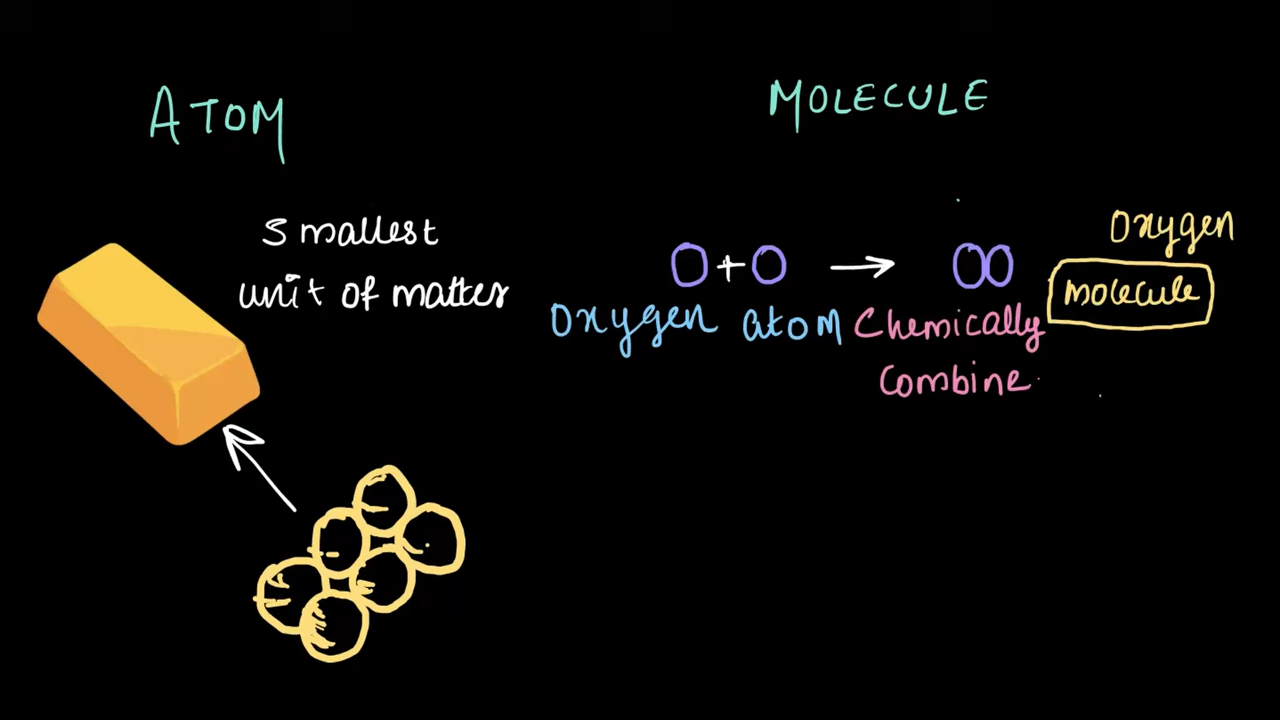 ATOM
MOLECULE
Smallest
unit of matter
O + O → OO
Oxygen atom
Chemically
Combine
Oxygen
molecule